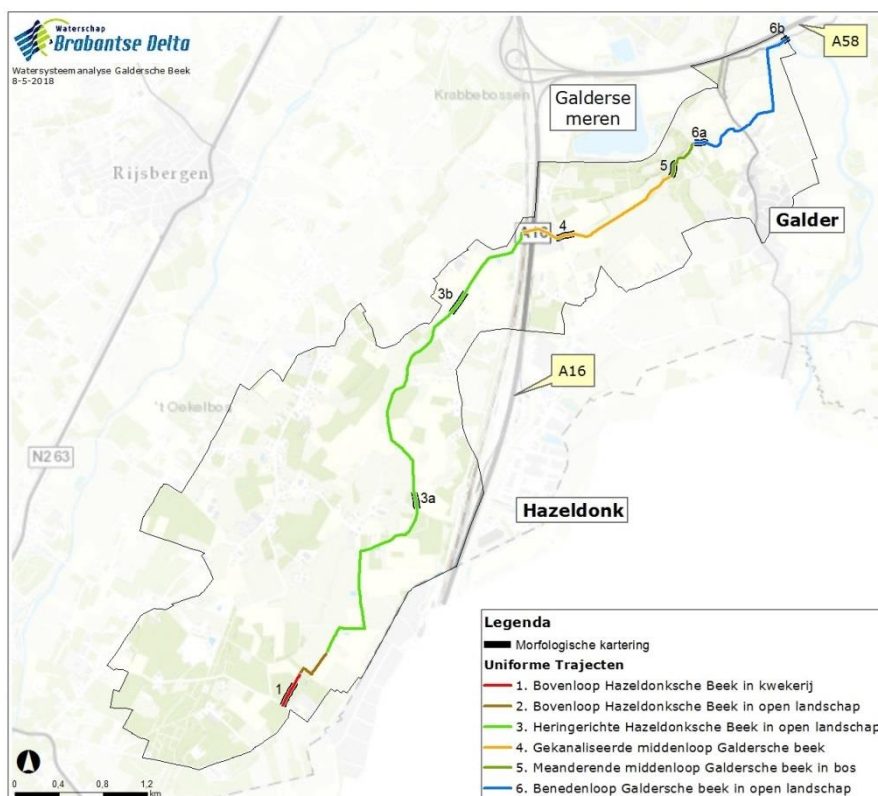 Waterschap
Brabantse Delta
Watersysteemanalyse Galdersche Beek
8-5-2018
6b
A58
Krabbebossen
Galderse
meren
6a
5
Rijsbergen
Galder
A16
4
3b
A16
't Oekelbos
N263
3a
Hazeldonk
1
Legenda
Morfologische kartering
Uniforme Trajecten
1. Bovenloop Hazeldonksche Beek in kwekerij
2. Bovenloop Hazeldonksche Beek in open landschap
3. Heringerichte Hazeldonksche Beek in open landschap
4. Gekanaliseerde middenloop Galdersche beek
5. Meanderende middenloop Galdersche beek in bos
6. Benedenloop Galdersche beek in open landschap
0 0,4 0,8 1,2
km